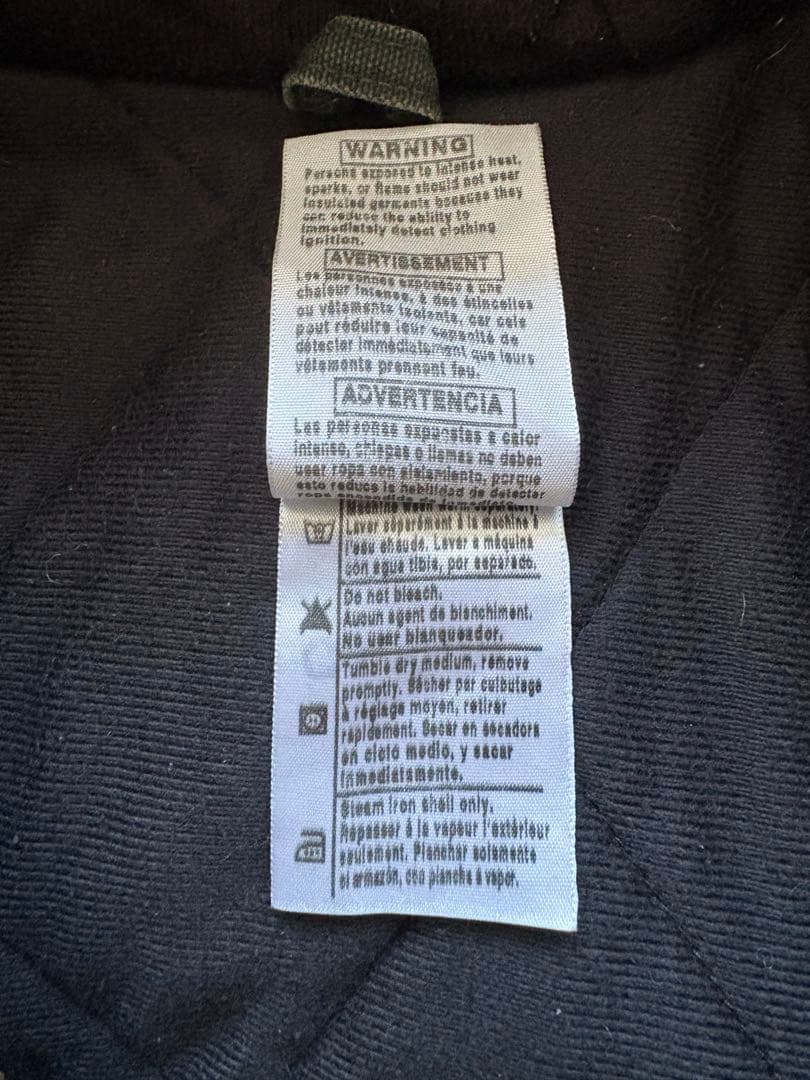 WARNING
Persons exposed to intense heat,
sparks, or flame should not wear
insulated garments because they
can reduce the ability to
immediately detect clothing
ignition.
AVERTISSEMENT
Les personnes exposées à une
chaleur intense, à des étincelles
ou vêtements isolants, car cela
peut réduire leur capacité de
détecter immédiatement que leurs
vêtements prennent feu.
ADVERTENCIA
Las personas expuestas a calor
intenso, chispas o llamas no deben
usar ropa con aislamiento, porque
esto reduce la habilidad de detectar
ropa encendida de
Machine wash
Laver séparément à la machine à
l'eau chaude. Lavar a máquina
con agua tibia, por separado.
Do not bleach.
Aucun agent de blanchiment.
No usar blanqueador.
Tumble dry medium, remove
promptly. Sécher par culbutage
à réglage moyen, retirer
rapidement. Secar en secadora
en ciclo medio, y sacar
inmediatamente.
Steam iron shell only.
Repasser à la vapeur l'extérieur
seulement. Planchar solamente
el armazón, con plancha a vapor.